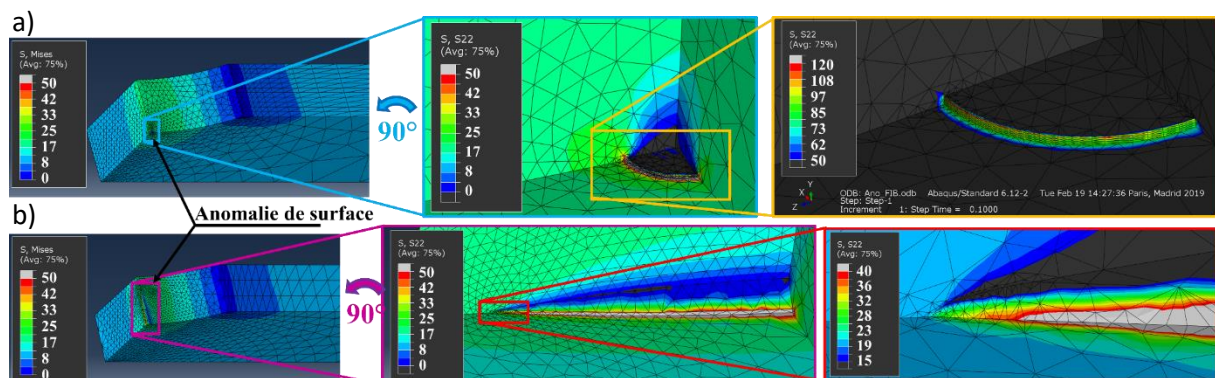 a)
S, Mises
(Avg: 75%)
50
42
33
25
17
8
0
90°
S, S22
(Avg: 75%)
50
42
33
25
17
8
0
S, S22
(Avg: 75%)
120
108
97
85
73
62
50
Y
X
Z
ODB: Ano_FIB.odb Abaqus/Standard 6.12-2 Tue Feb 19 14:27:36 Paris, Madrid 2019
Step: Step-1
Increment 1: Step Time = 0.1000
Anomalie de surface
b)
S, Mises
(Avg: 75%)
50
42
33
25
17
8
0
90°
S, S22
(Avg: 75%)
50
42
33
25
17
8
0
S, S22
(Avg: 75%)
40
36
32
28
23
19
15